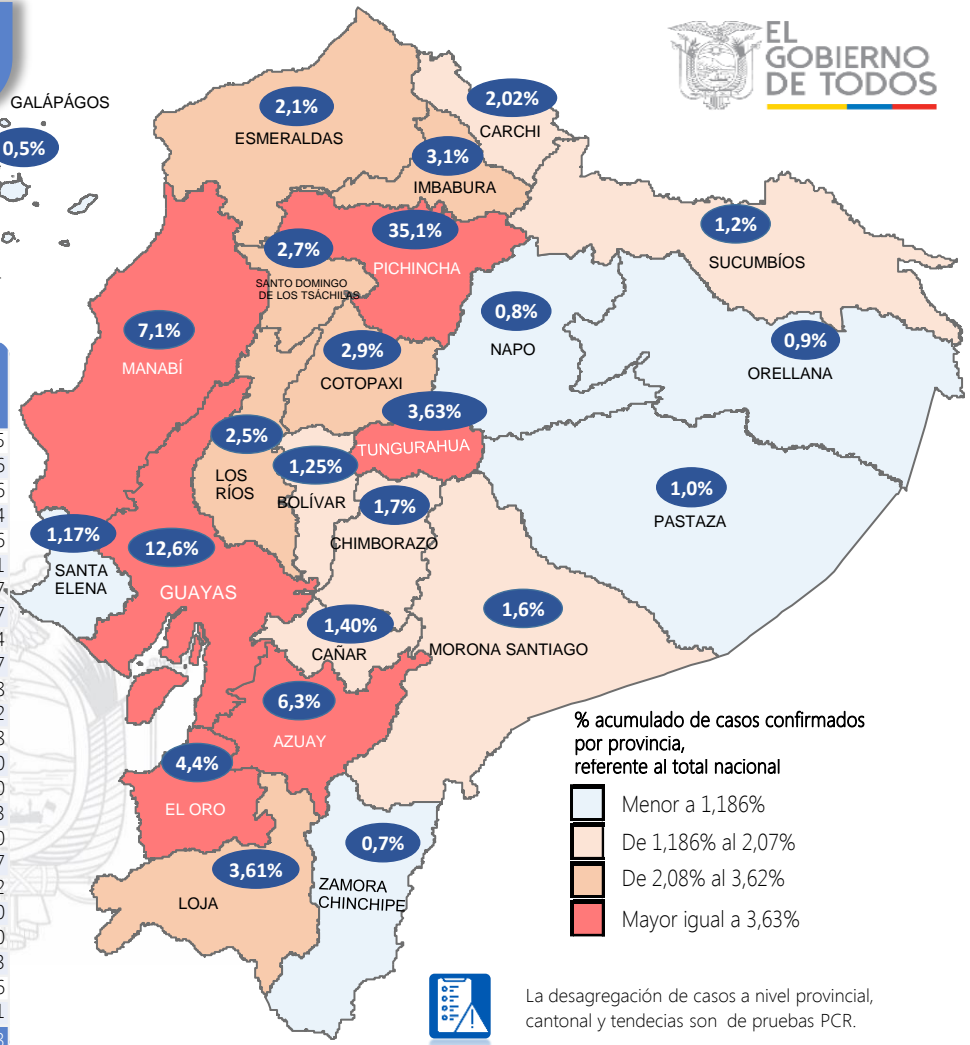 EL
GOBIERNO
DE TODOS
GALÁPÁGOS
0,5%
2,1%
ESMERALDAS
2,02%
CARCHI
3,1%
IMBABURA
1,2%
SUCUMBÍOS
35,1%
PICHINCHA
2,7%
SANTO DOMINGO
DE LOS TSÁCHILAS
7,1%
MANABÍ
0,8%
NAPO
0,9%
ORELLANA
2,9%
COTOPAXI
3,63%
TUNGURAHUA
2,5%
LOS
RÍOS
1,25%
BOLÍVAR
1,7%
CHIMBORAZO
1,0%
PASTAZA
1,17%
SANTA
ELENA
12,6%
GUAYAS
1,40%
CAÑAR
1,6%
MORONA SANTIAGO
6,3%
AZUAY
4,4%
EL ORO
3,61%
LOJA
0,7%
ZAMORA
CHINCHIPE
% acumulado de casos confirmados
por provincia,
referente al total nacional
Menor a 1,186%
De 1,186% al 2,07%
De 2,08% al 3,62%
Mayor igual a 3,63%
La desagregación de casos a nivel provincial,
cantonal y tendecias son de pruebas PCR.